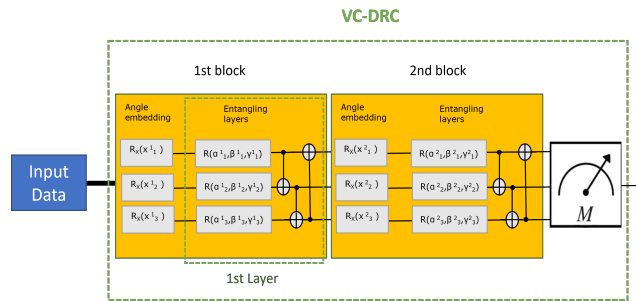 VC-DRC
1st block
2nd block
Angle
embedding
Entangling
layers
Angle
embedding
Entangling
layers
Rₓ(x¹₁)
R(α¹₁,β¹₁,γ¹₁)
Rₓ(x²₁)
R(α²₁,β²₁,γ²₁)
Input
Data
Rₓ(x¹₂)
R(α¹₂,β¹₂,γ¹₂)
Rₓ(x²₂)
R(α²₂,β²₂,γ²₂)
Rₓ(x¹₃)
R(α¹₃,β¹₃,γ¹₃)
Rₓ(x²₃)
R(α²₃,β²₃,γ²₃)
M
1st Layer